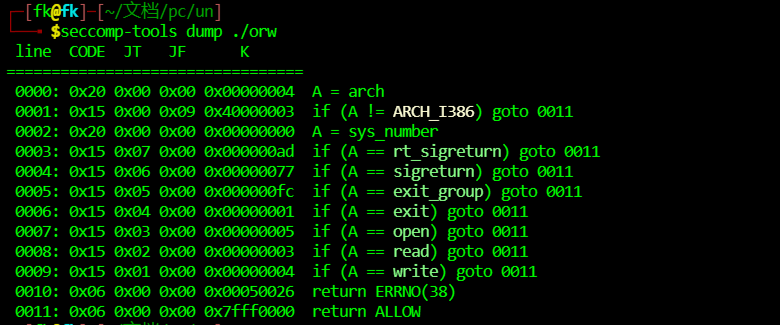 [fk@fk]-[~/文档/pc/un]
$seccomp-tools dump ./orw
line CODE JT JF K
=================================
0000: 0x20 0x00 0x00 0x00000004 A = arch
0001: 0x15 0x00 0x09 0x40000003 if (A != ARCH_I386) goto 0011
0002: 0x20 0x00 0x00 0x00000000 A = sys_number
0003: 0x15 0x07 0x00 0x000000ad if (A == rt_sigreturn) goto 0011
0004: 0x15 0x06 0x00 0x00000077 if (A == sigreturn) goto 0011
0005: 0x15 0x05 0x00 0x000000fc if (A == exit_group) goto 0011
0006: 0x15 0x04 0x00 0x00000001 if (A == exit) goto 0011
0007: 0x15 0x03 0x00 0x00000005 if (A == open) goto 0011
0008: 0x15 0x02 0x00 0x00000003 if (A == read) goto 0011
0009: 0x15 0x01 0x00 0x00000004 if (A == write) goto 0011
0010: 0x06 0x00 0x00 0x00050026 return ERRNO(38)
0011: 0x06 0x00 0x00 0x7fff0000 return ALLOW